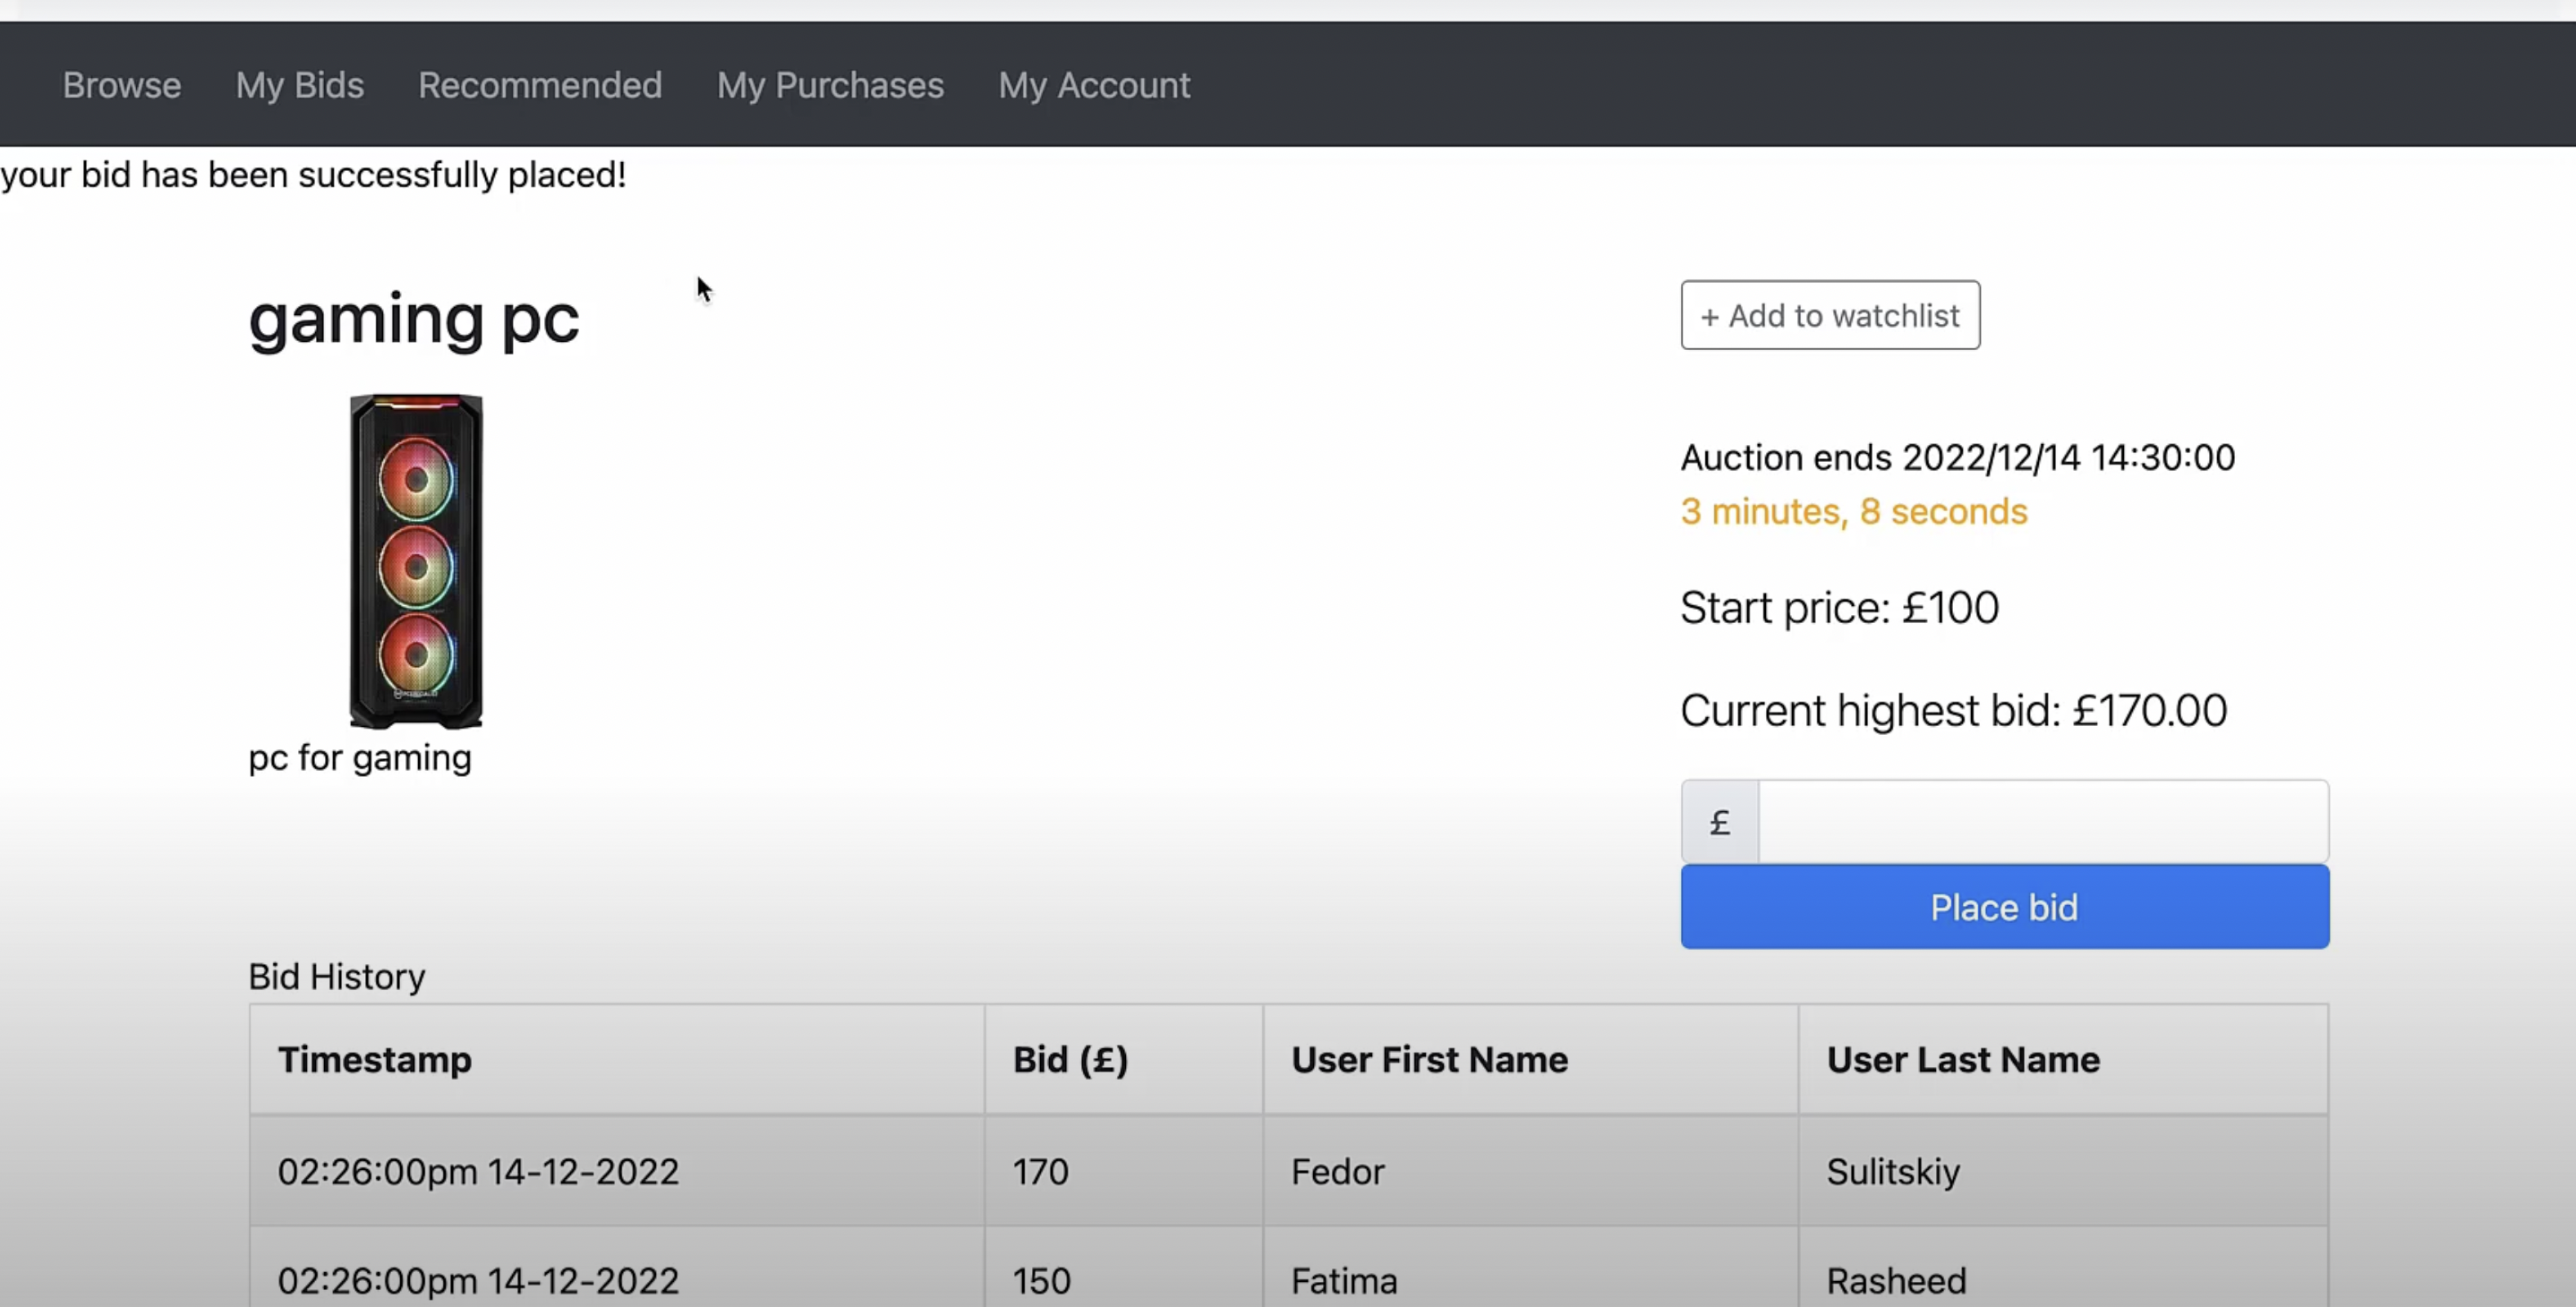 Browse My Bids Recommended My Purchases My Account
your bid has been successfully placed!
gaming pc
+ Add to watchlist
Auction ends 2022/12/14 14:30:00
3 minutes, 8 seconds
Start price: £100
Current highest bid: £170.00
pc for gaming
£
Place bid
Bid History
Timestamp Bid (£) User First Name User Last Name
02:26:00pm 14-12-2022 170 Fedor Sulitskiy
02:26:00pm 14-12-2022 150 Fatima Rasheed